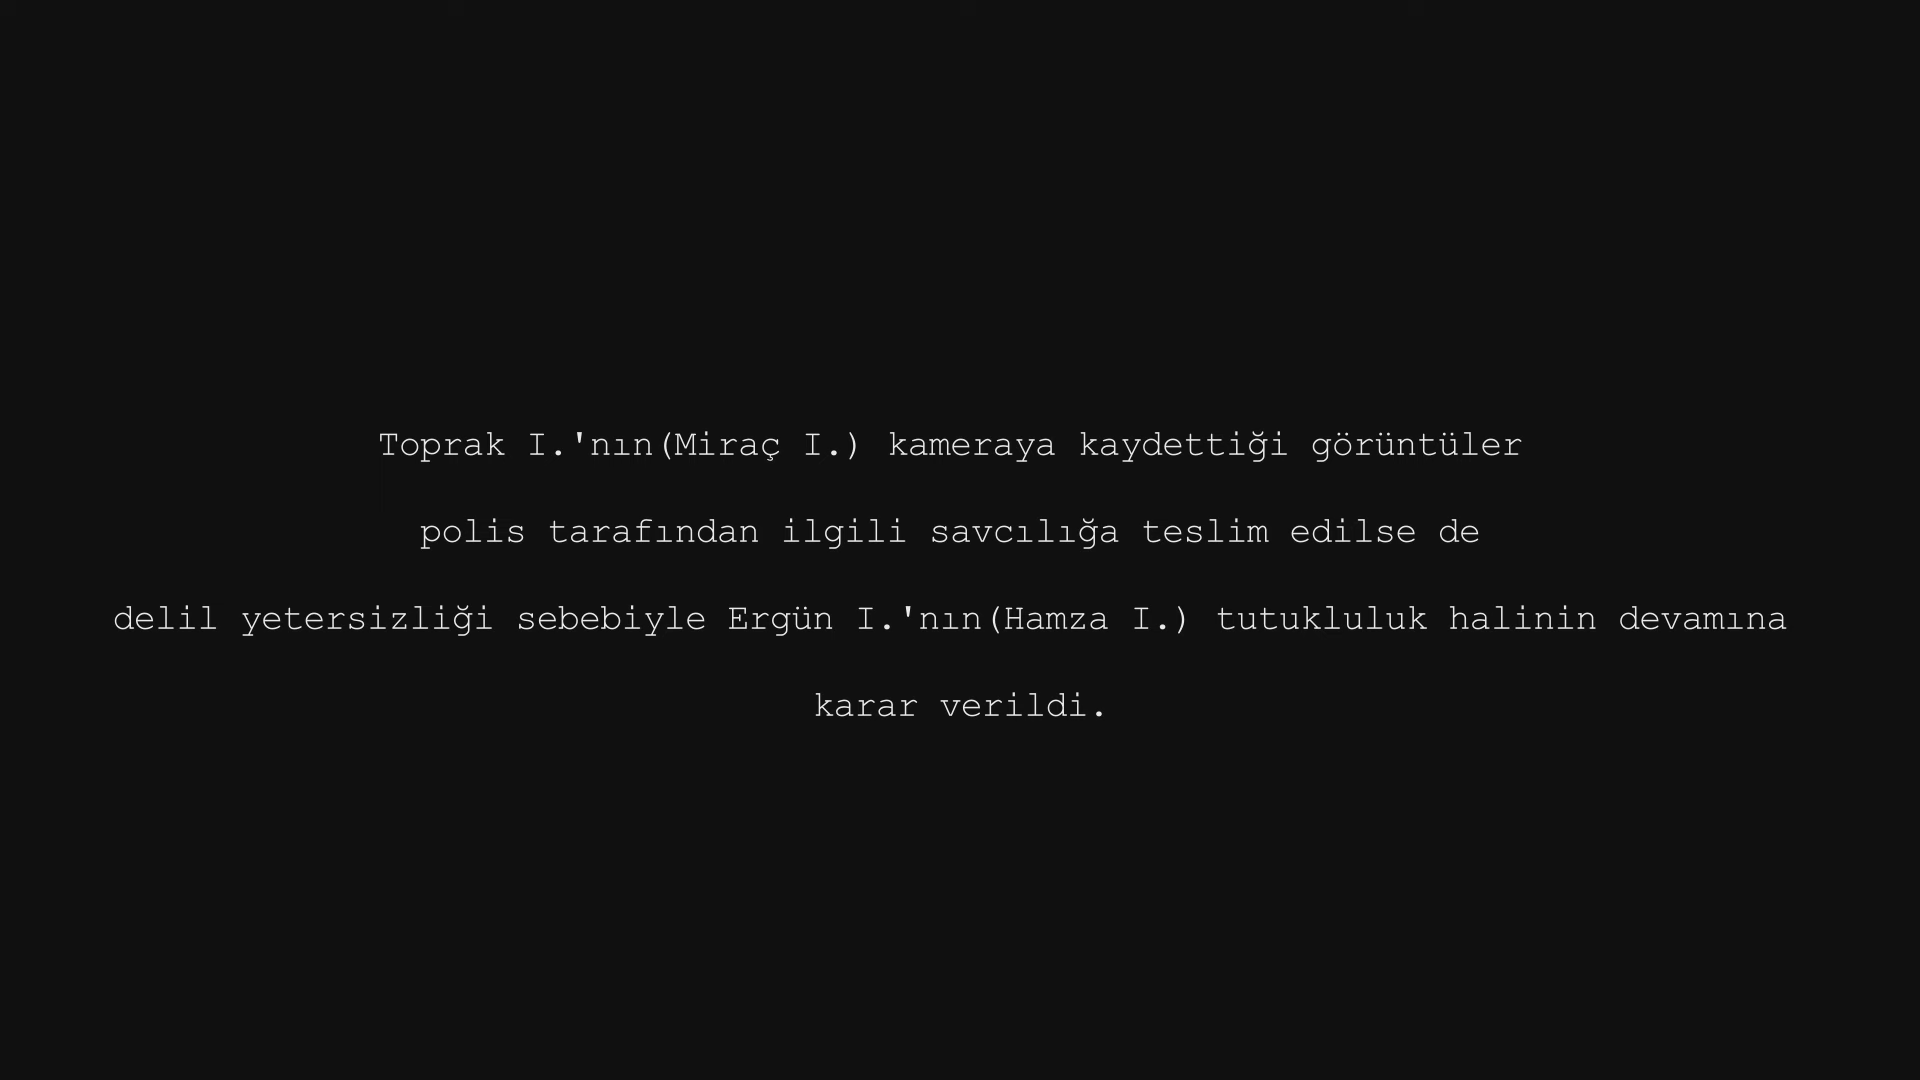 Toprak I.'nın(Miraç I.) kameraya kaydettiği görüntüler
polis tarafından ilgili savcılığa teslim edilse de
delil yetersizliği sebebiyle Ergün I.'nın(Hamza I.) tutukluluk halinin devamına
karar verildi.